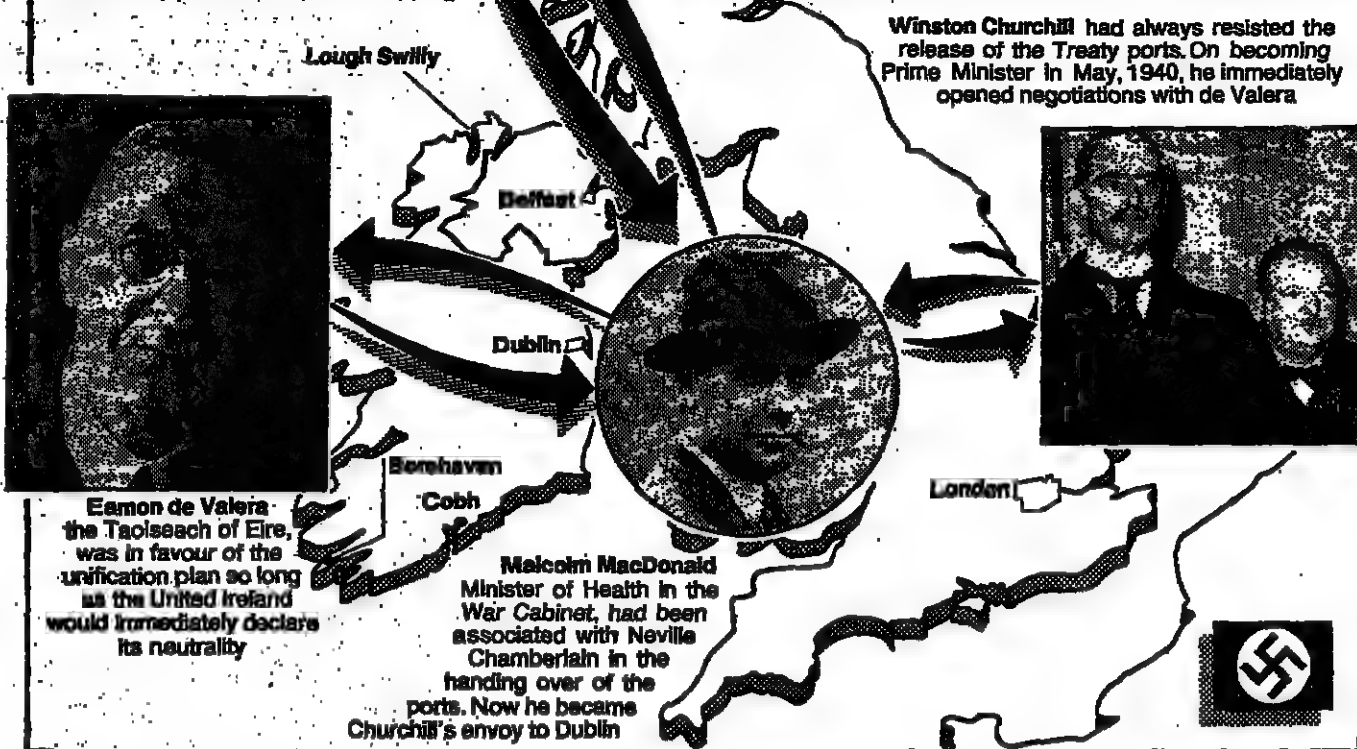 Lough Swilly
Winston Churchill had always resisted the
release of the Treaty ports. On becoming
Prime Minister in May, 1940, he immediately
opened negotiations with de Valera
Belfast
Dublin
Berehaven
Cobh
London
Eamon de Valera
the Taoiseach of Eire,
was in favour of the
unification plan so long
as the United Ireland
would immediately declare
its neutrality
Malcolm MacDonald
Minister of Health in the
War Cabinet, had been
associated with Neville
Chamberlain in the
handing over of the
ports. Now he became
Churchill's envoy to Dublin